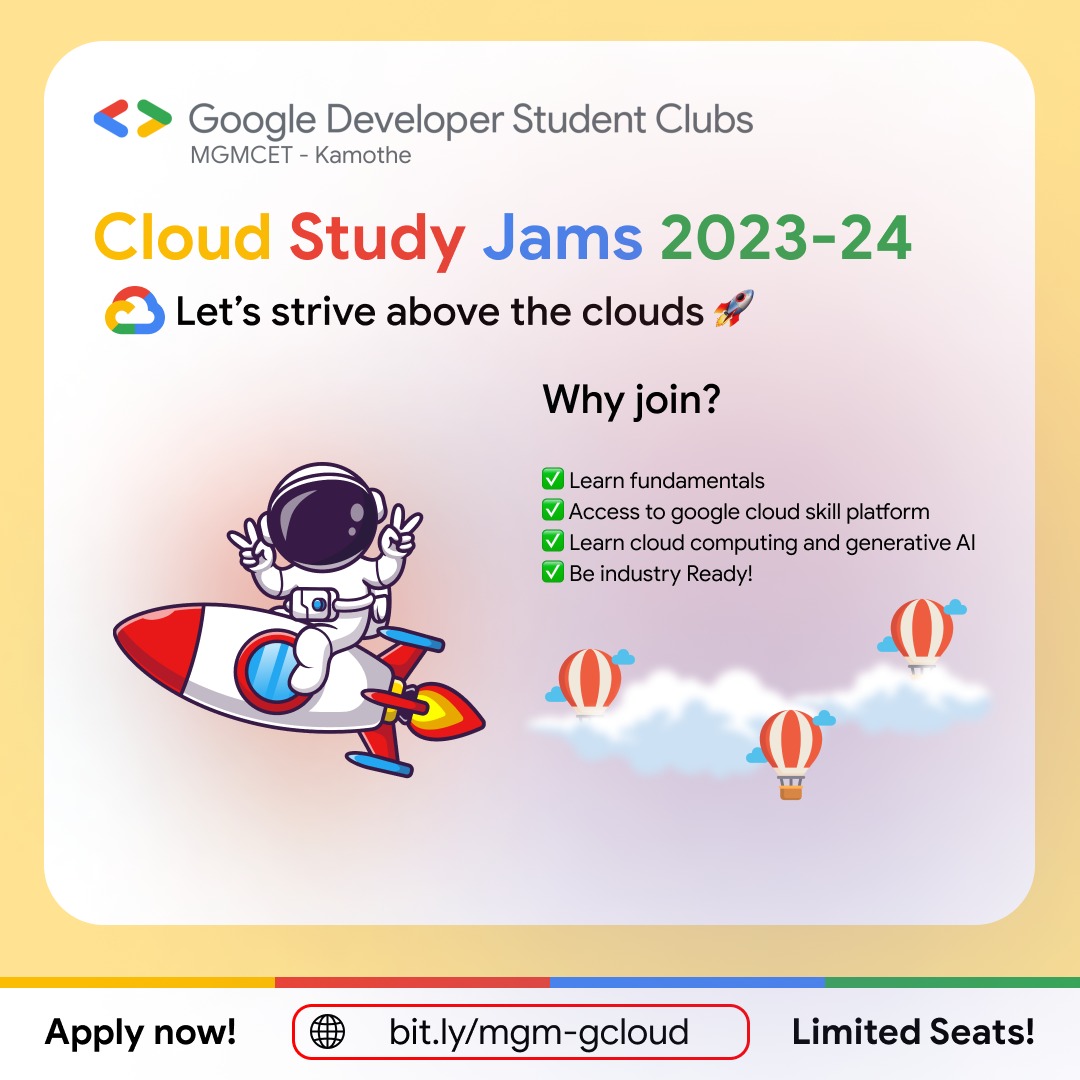 Google Developer Student Clubs
MGMCET - Kamothe
Cloud Study Jams 2023-24
Let’s strive above the clouds 🚀
Why join?
✅ Learn fundamentals
✅ Access to google cloud skill platform
✅ Learn cloud computing and generative AI
✅ Be industry Ready!
Apply now!
bit.ly/mgm-gcloud
Limited Seats!